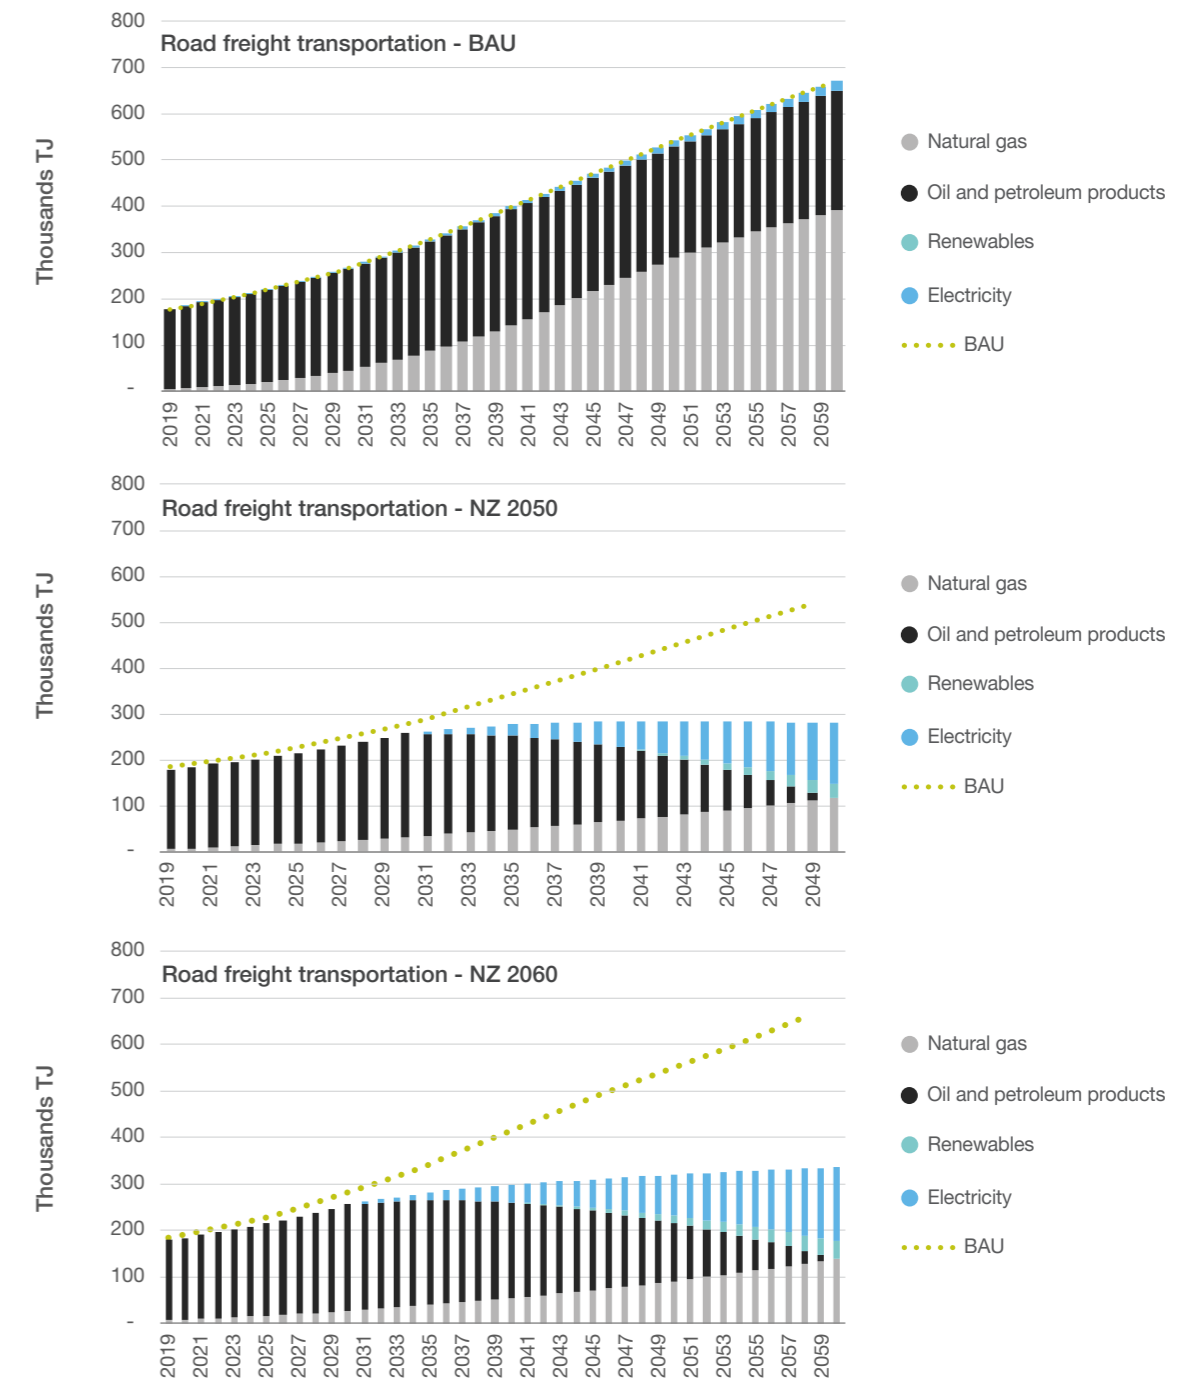 Road freight transportation - BAU
Thousands TJ
800
700
600
500
400
300
200
100
-
2019 2021 2023 2025 2027 2029 2031 2033 2035 2037 2039 2041 2043 2045 2047 2049 2051 2053 2055 2057 2059
Natural gas
Oil and petroleum products
Renewables
Electricity
BAU
Road freight transportation - NZ 2050
Thousands TJ
800
700
600
500
400
300
200
100
-
2019 2021 2023 2025 2027 2029 2031 2033 2035 2037 2039 2041 2043 2045 2047 2049
Natural gas
Oil and petroleum products
Renewables
Electricity
BAU
Road freight transportation - NZ 2060
Thousands TJ
800
700
600
500
400
300
200
100
-
2019 2021 2023 2025 2027 2029 2031 2033 2035 2037 2039 2041 2043 2045 2047 2049 2051 2053 2055 2057 2059
Natural gas
Oil and petroleum products
Renewables
Electricity
BAU